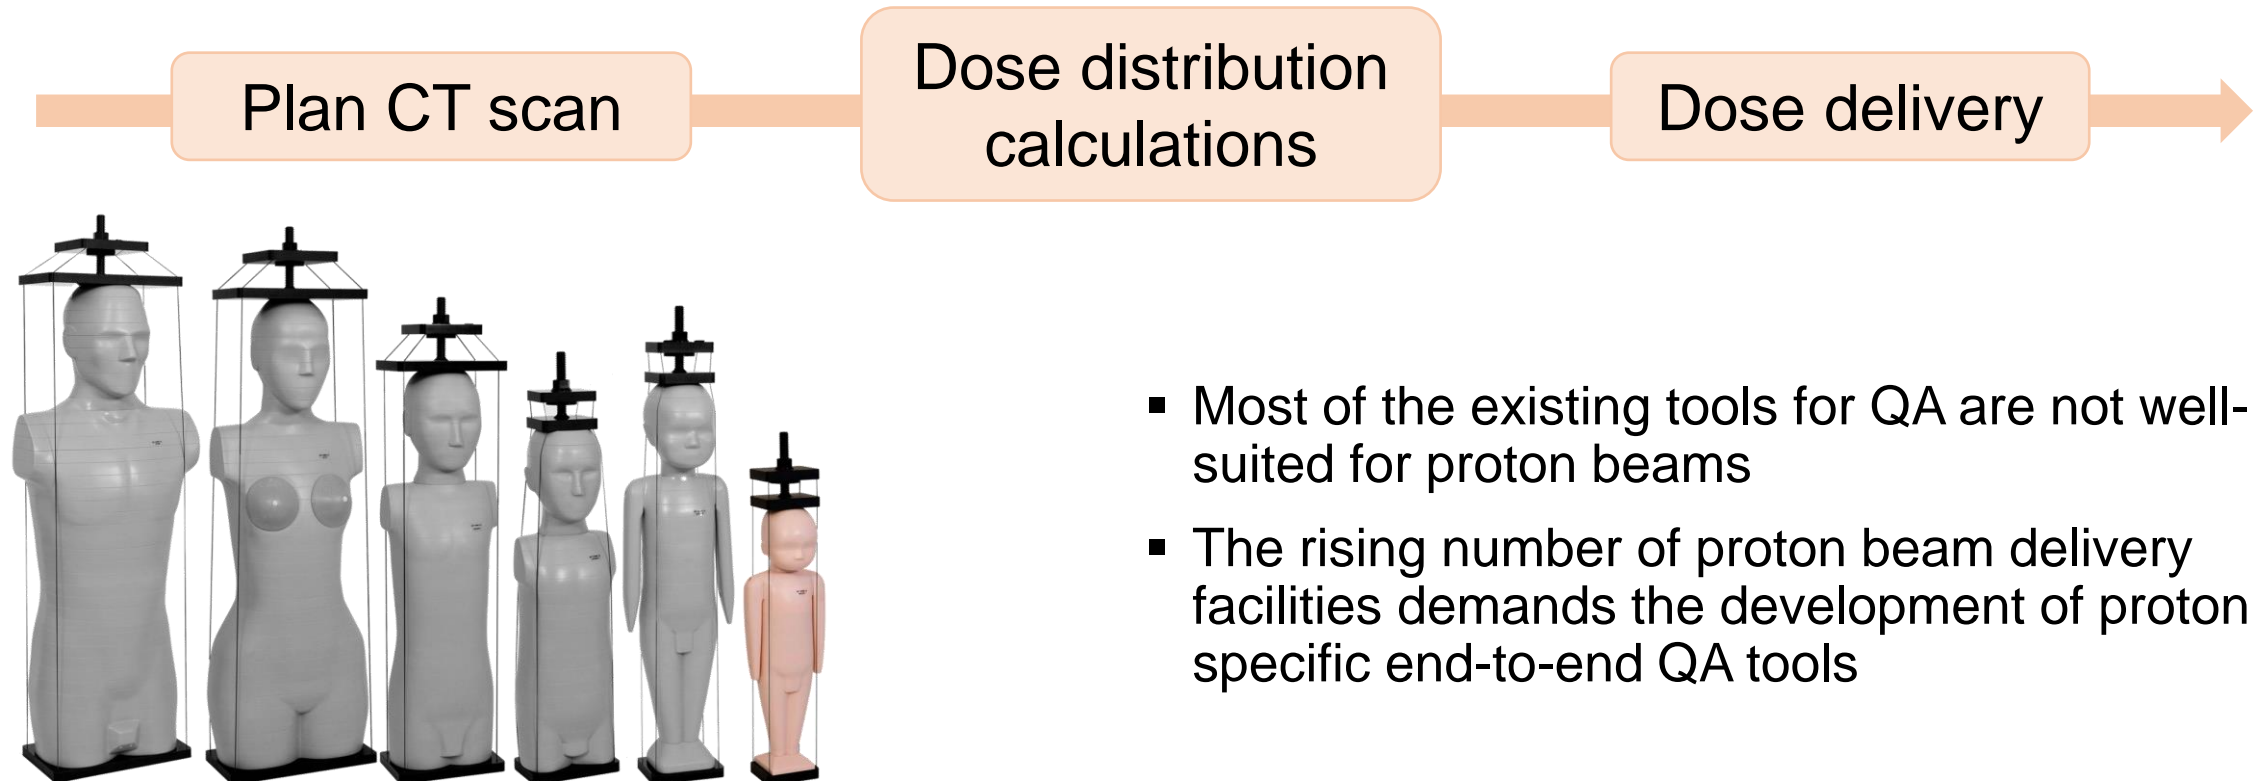 Plan CT scan
Dose distribution
calculations
Dose delivery
▪ Most of the existing tools for QA are not well-
suited for proton beams
▪ The rising number of proton beam delivery
facilities demands the development of proton
specific end-to-end QA tools